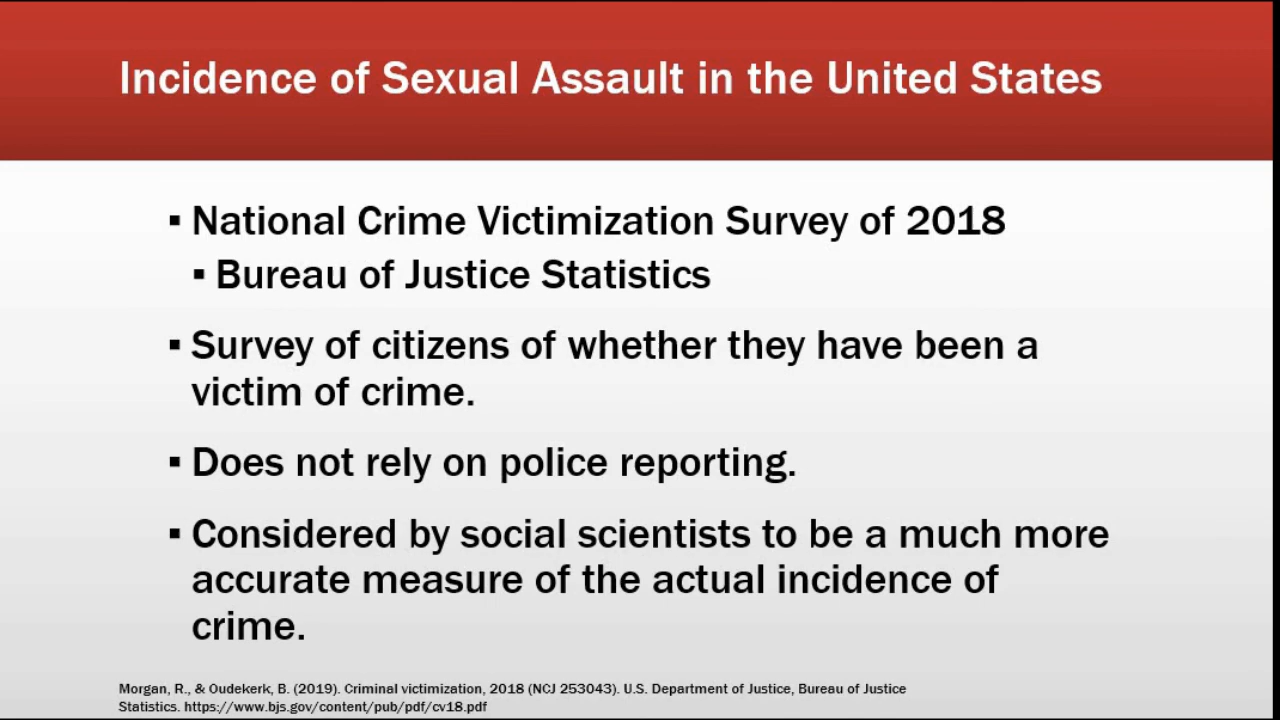 Incidence of Sexual Assault in the United States
▪ National Crime Victimization Survey of 2018
▪ Bureau of Justice Statistics
▪ Survey of citizens of whether they have been a
victim of crime.
▪ Does not rely on police reporting.
▪ Considered by social scientists to be a much more
accurate measure of the actual incidence of
crime.
Morgan, R., & Oudekerk, B. (2019). Criminal victimization, 2018 (NCJ 253043). U.S. Department of Justice, Bureau of Justice
Statistics. https://www.bjs.gov/content/pub/pdf/cv18.pdf